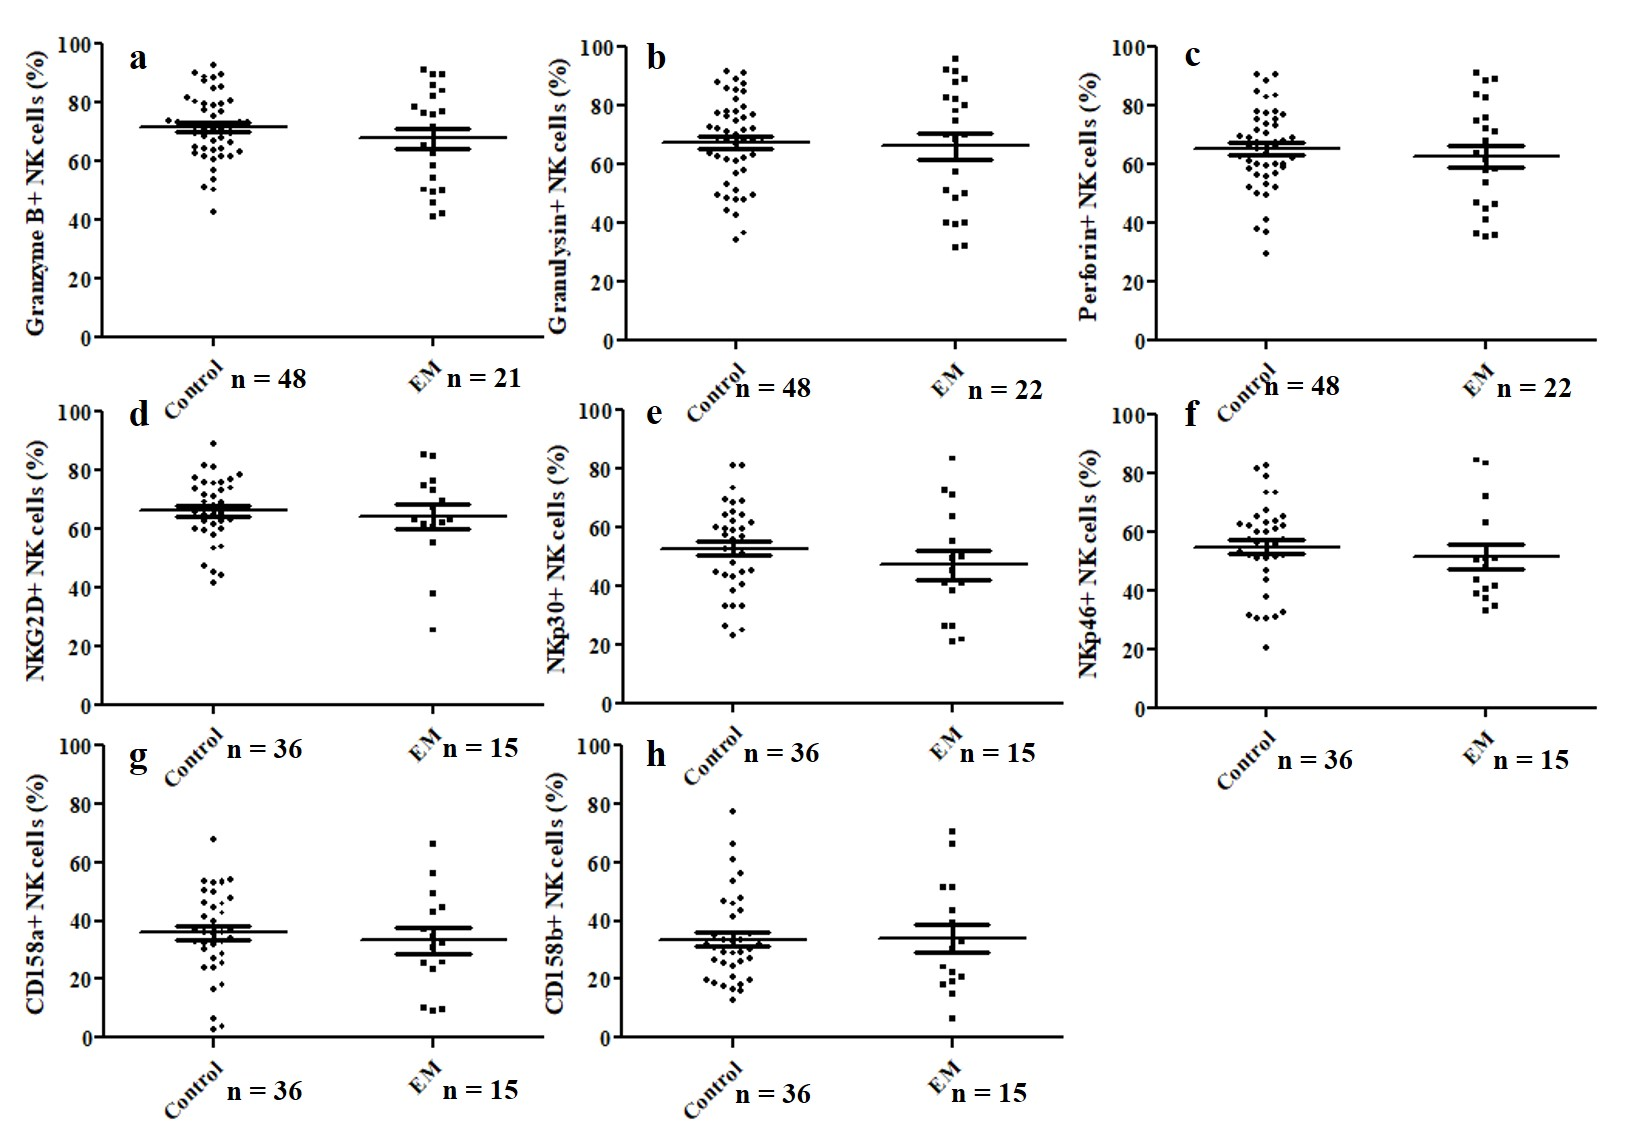 a
Granzyme B+ NK cells (%)
100
80
60
40
20
0
Control
n = 48
EM
n = 21
b
Granulysin+ NK cells (%)
100
80
60
40
20
0
Control
n = 48
EM
n = 22
c
Perforin+ NK cells (%)
100
80
60
40
20
0
Control
n = 48
EM
n = 22
d
NKG2D+ NK cells (%)
100
80
60
40
20
0
Control
n = 36
EM
n = 15
e
NKp30+ NK cells (%)
100
80
60
40
20
0
Control
n = 36
EM
n = 15
f
NKp46+ NK cells (%)
100
80
60
40
20
0
Control
n = 36
EM
n = 15
g
CD158a+ NK cells (%)
100
80
60
40
20
0
Control
n = 36
EM
n = 15
h
CD158b+ NK cells (%)
100
80
60
40
20
0
Control
n = 36
EM
n = 15